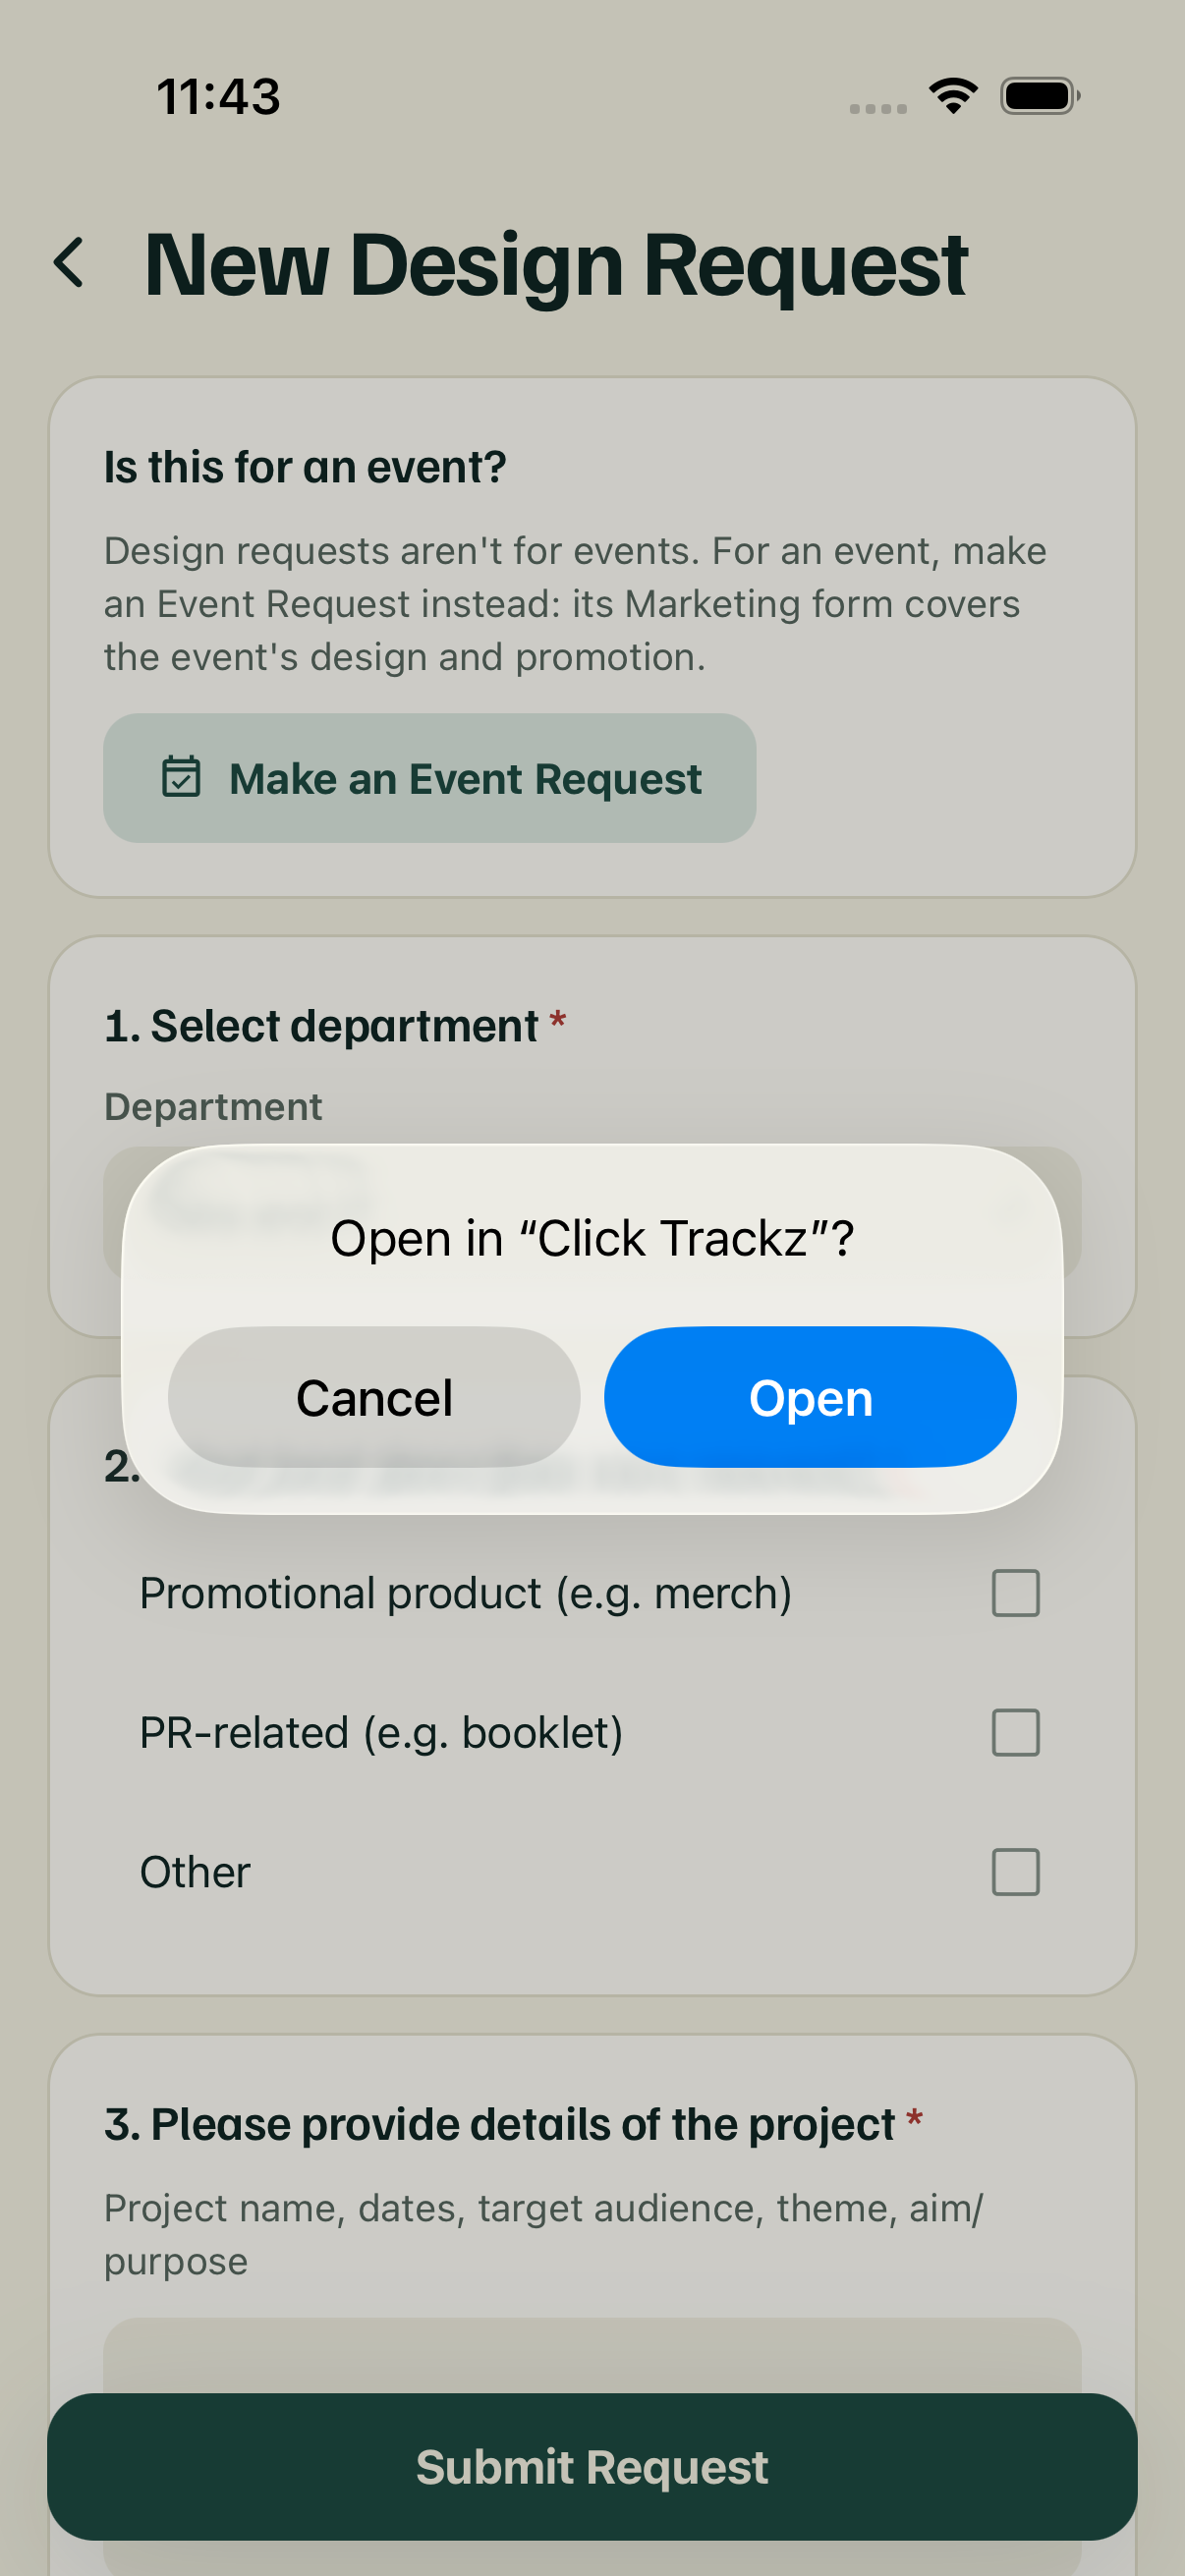 11:43
New Design Request
Is this for an event?
Design requests aren't for events. For an event, make
an Event Request instead: its Marketing form covers
the event's design and promotion.
Make an Event Request
1. Select department *
Department
Open in “Click Trackz”?
Cancel
Open
2.
Promotional product (e.g. merch)
PR-related (e.g. booklet)
Other
3. Please provide details of the project *
Project name, dates, target audience, theme, aim/
purpose
Submit Request